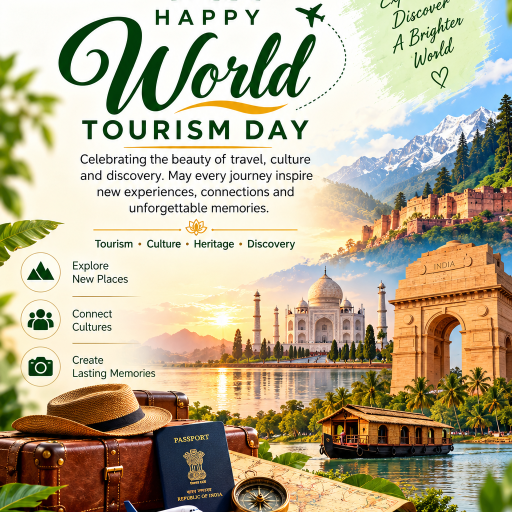 HAPPY
World
TOURISM DAY
Celebrating the beauty of travel, culture
and discovery. May every journey inspire
new experiences, connections and
unforgettable memories.
Tourism • Culture • Heritage • Discovery
Explore
New Places
Connect
Cultures
Create
Lasting Memories
Discover
A Brighter
World
INDIA
PASSPORT
REPUBLIC OF INDIA